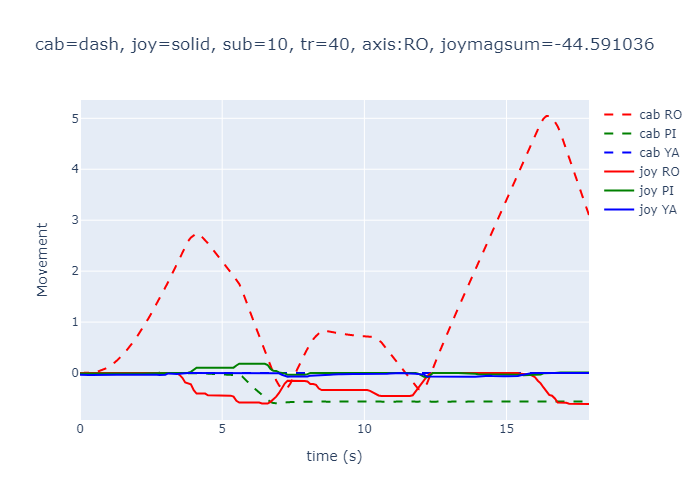 cab=dash, joy=solid, sub=10, tr=40, axis:RO, joymagsum=-44.591036
5
4
3
2
1
0
Movement
0
5
10
15
time (s)
cab RO
cab PI
cab YA
joy RO
joy PI
joy YA